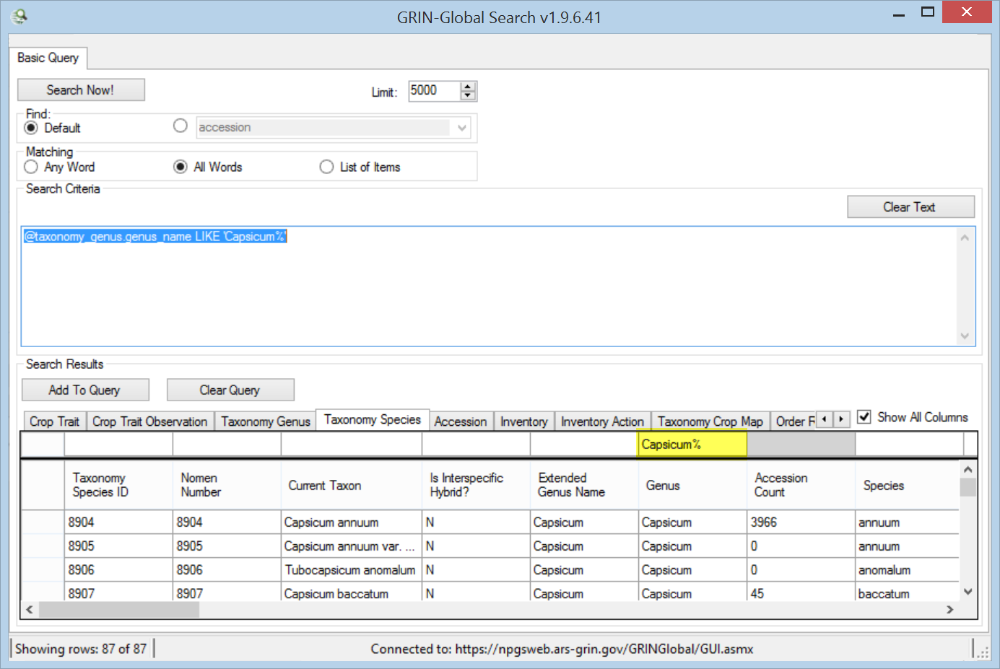 GRIN-Global Search v1.9.6.41
Basic Query
Search Now!
Limit: 5000
Find:
Default accession
Matching
Any Word All Words List of Items
Search Criteria
Clear Text
@taxonomy_genus.genus_name LIKE 'Capsicum%'
Search Results
Add To Query Clear Query
Crop Trait Crop Trait Observation Taxonomy Genus Taxonomy Species Accession Inventory Inventory Action Taxonomy Crop Map Order R Show All Columns
Capsicum%
Taxonomy Species ID Nomen Number Current Taxon Is Interspecific Hybrid? Extended Genus Name Genus Accession Count Species
8904 8904 Capsicum annuum N Capsicum Capsicum 3966 annuum
8905 8905 Capsicum annuum var. ... N Capsicum Capsicum 0 annuum
8906 8906 Tubocapsicum anomalum N Capsicum Capsicum 0 anomalum
8907 8907 Capsicum baccatum N Capsicum Capsicum 45 baccatum
Showing rows: 87 of 87 Connected to: https://npgsweb.ars-grin.gov/GRINGlobal/GUI.asmx